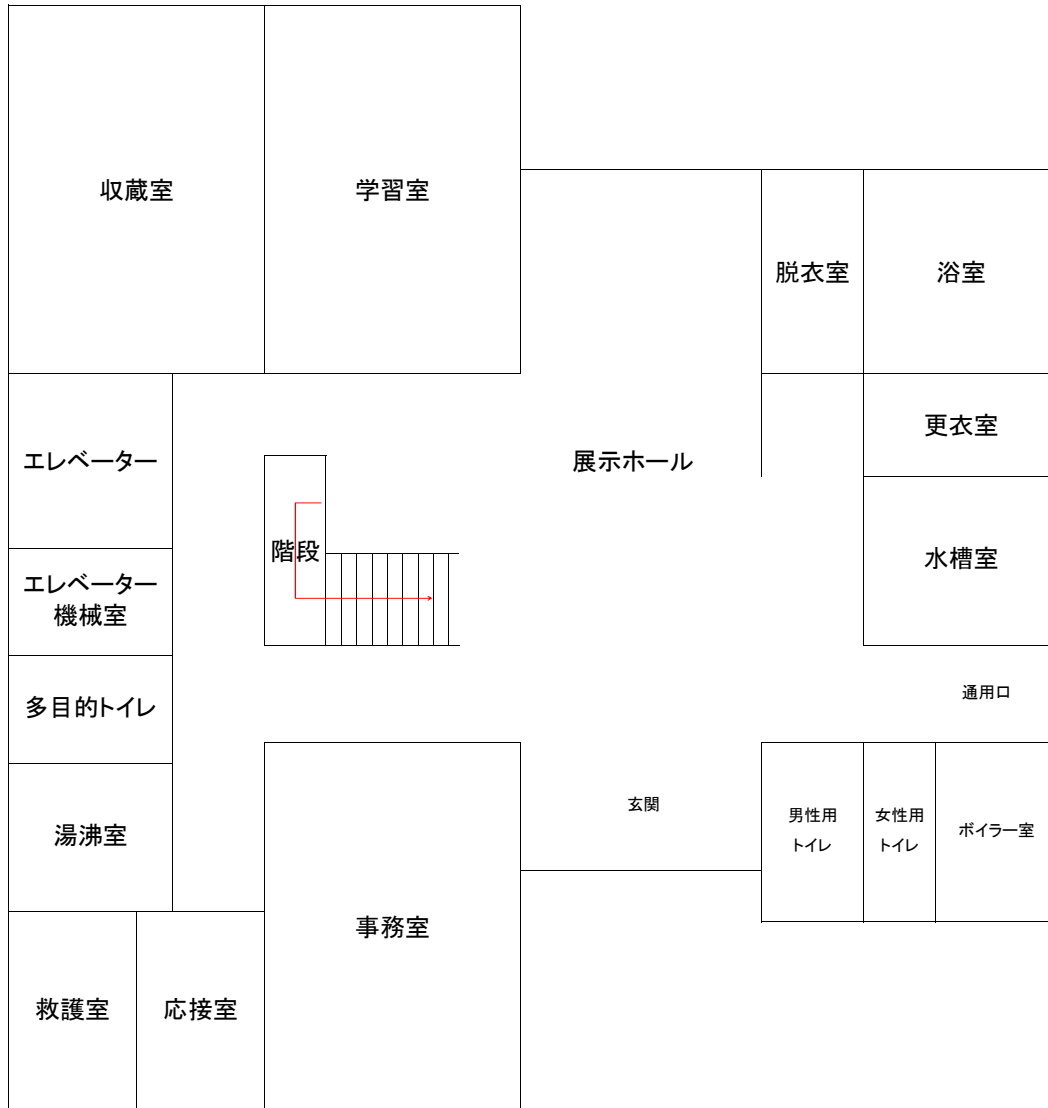 収蔵室
学習室
脱衣室
浴室
エレベーター
展示ホール
更衣室
階段
水槽室
エレベーター
機械室
多目的トイレ
通用口
湯沸室
玄関
男性用
トイレ
女性用
トイレ
ボイラー室
事務室
救護室
応接室